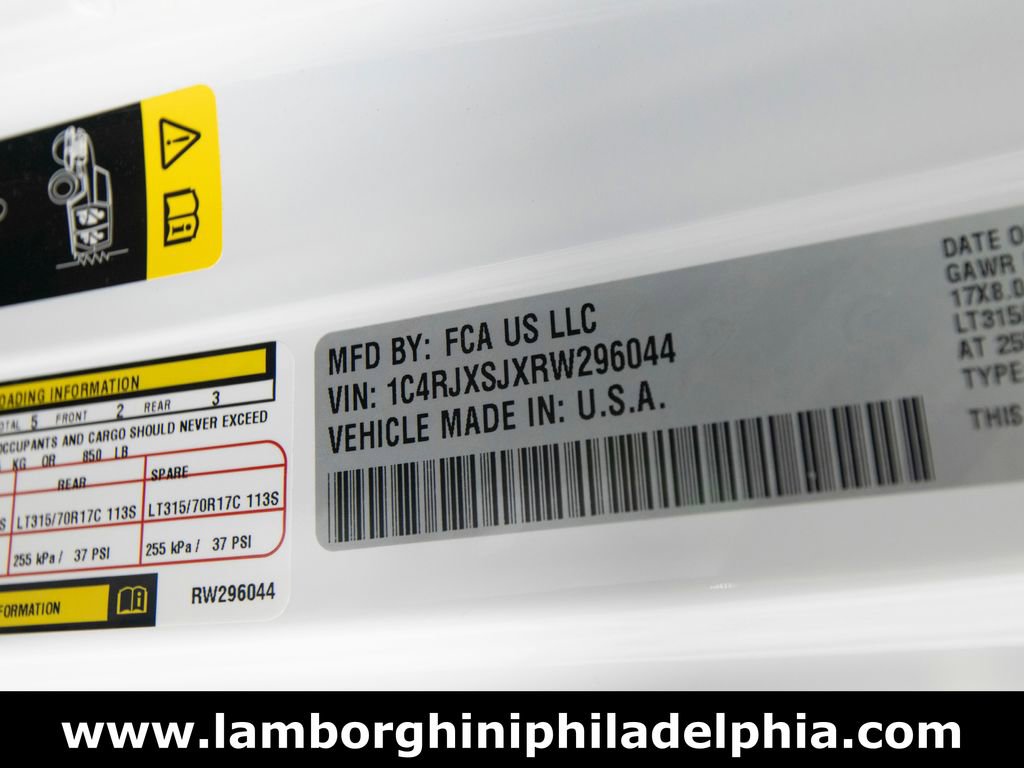 OADING INFORMATION
OTAL 5 FRONT 2 REAR 3
OCCUPANTS AND CARGO SHOULD NEVER EXCEED
KG OR 850 LB
REAR SPARE
S LT315/70R17C 113S LT315/70R17C 113S
255 kPa / 37 PSI 255 kPa / 37 PSI
FORMATION
RW296044
MFD BY: FCA US LLC
VIN: 1C4RJXSJXRW296044
VEHICLE MADE IN: U.S.A.
DATE O
GAWR
17X8.0
LT315
AT 25
TYPE
THIS
www.lamborghiniphiladelphia.com